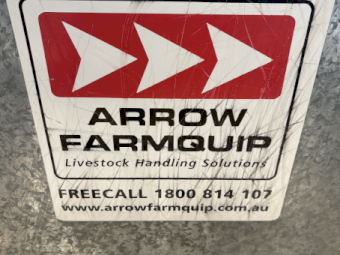 ARROW
FARMQUIP
Livestock Handling Solutions
FREECALL 1800 814 107
www.arrowfarmquip.com.au